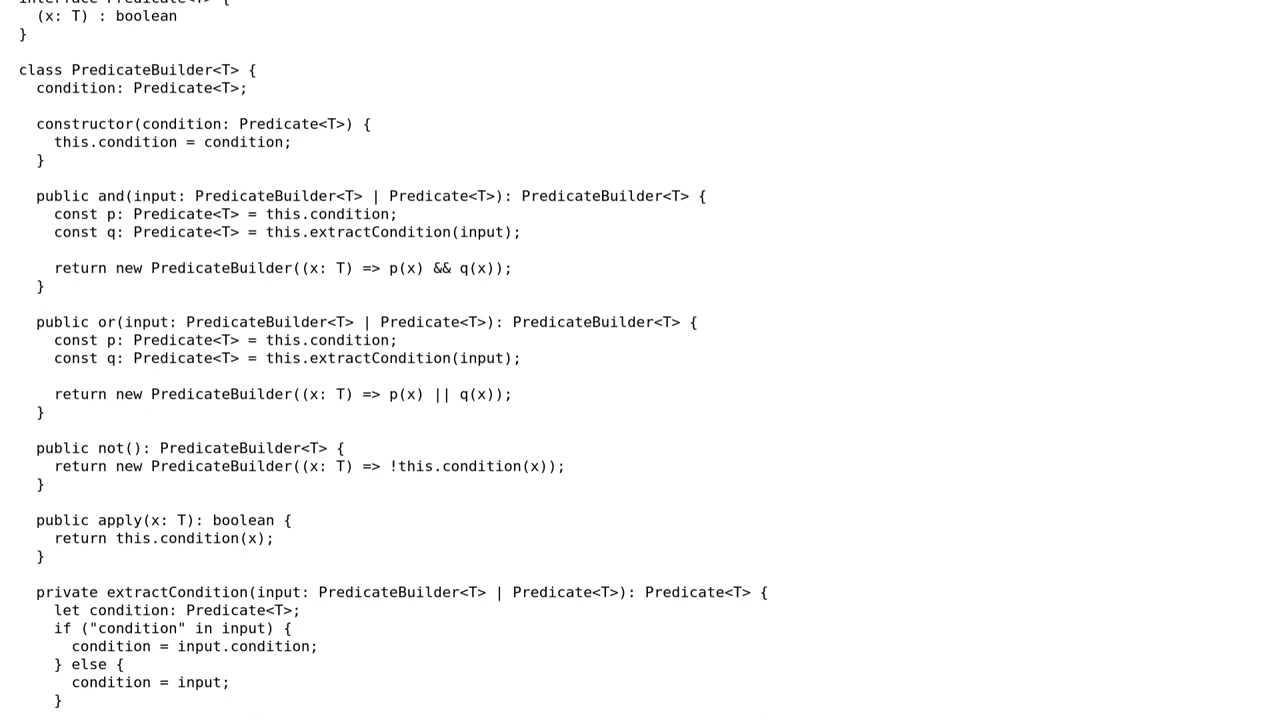 interface Predicate<T> {
  (x: T) : boolean
}

class PredicateBuilder<T> {
  condition: Predicate<T>;

  constructor(condition: Predicate<T>) {
    this.condition = condition;
  }

  public and(input: PredicateBuilder<T> | Predicate<T>): PredicateBuilder<T> {
    const p: Predicate<T> = this.condition;
    const q: Predicate<T> = this.extractCondition(input);

    return new PredicateBuilder((x: T) => p(x) && q(x));
  }

  public or(input: PredicateBuilder<T> | Predicate<T>): PredicateBuilder<T> {
    const p: Predicate<T> = this.condition;
    const q: Predicate<T> = this.extractCondition(input);

    return new PredicateBuilder((x: T) => p(x) || q(x));
  }

  public not(): PredicateBuilder<T> {
    return new PredicateBuilder((x: T) => !this.condition(x));
  }

  public apply(x: T): boolean {
    return this.condition(x);
  }

  private extractCondition(input: PredicateBuilder<T> | Predicate<T>): Predicate<T> {
    let condition: Predicate<T>;
    if ("condition" in input) {
      condition = input.condition;
    } else {
      condition = input;
    }